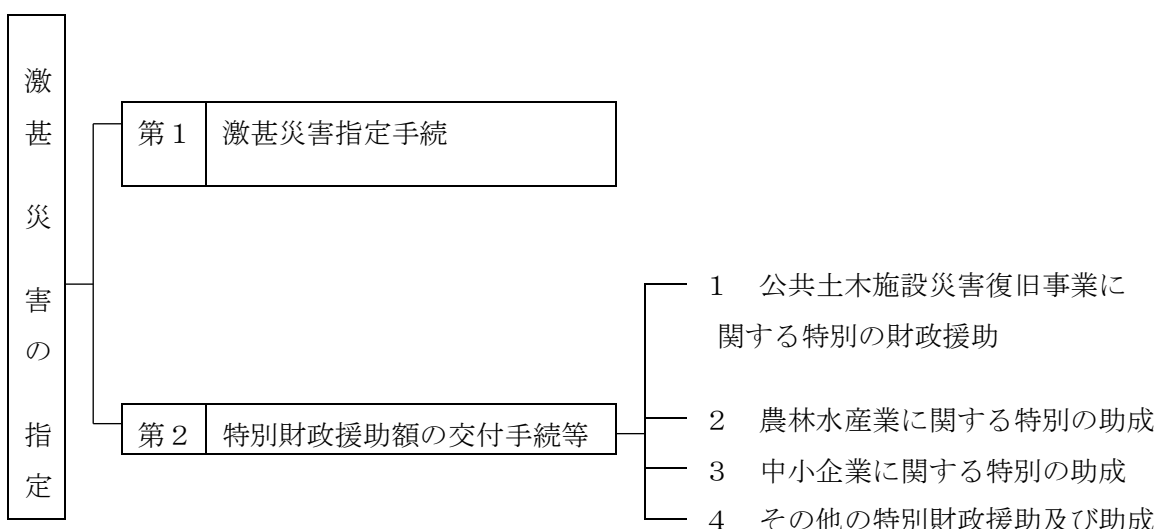 激甚災害の指定
第１ 激甚災害指定手続
第２ 特別財政援助額の交付手続等
１ 公共土木施設災害復旧事業に
関する特別の財政援助
２ 農林水産業に関する特別の助成
３ 中小企業に関する特別の助成
４ その他の特別財政援助及び助成